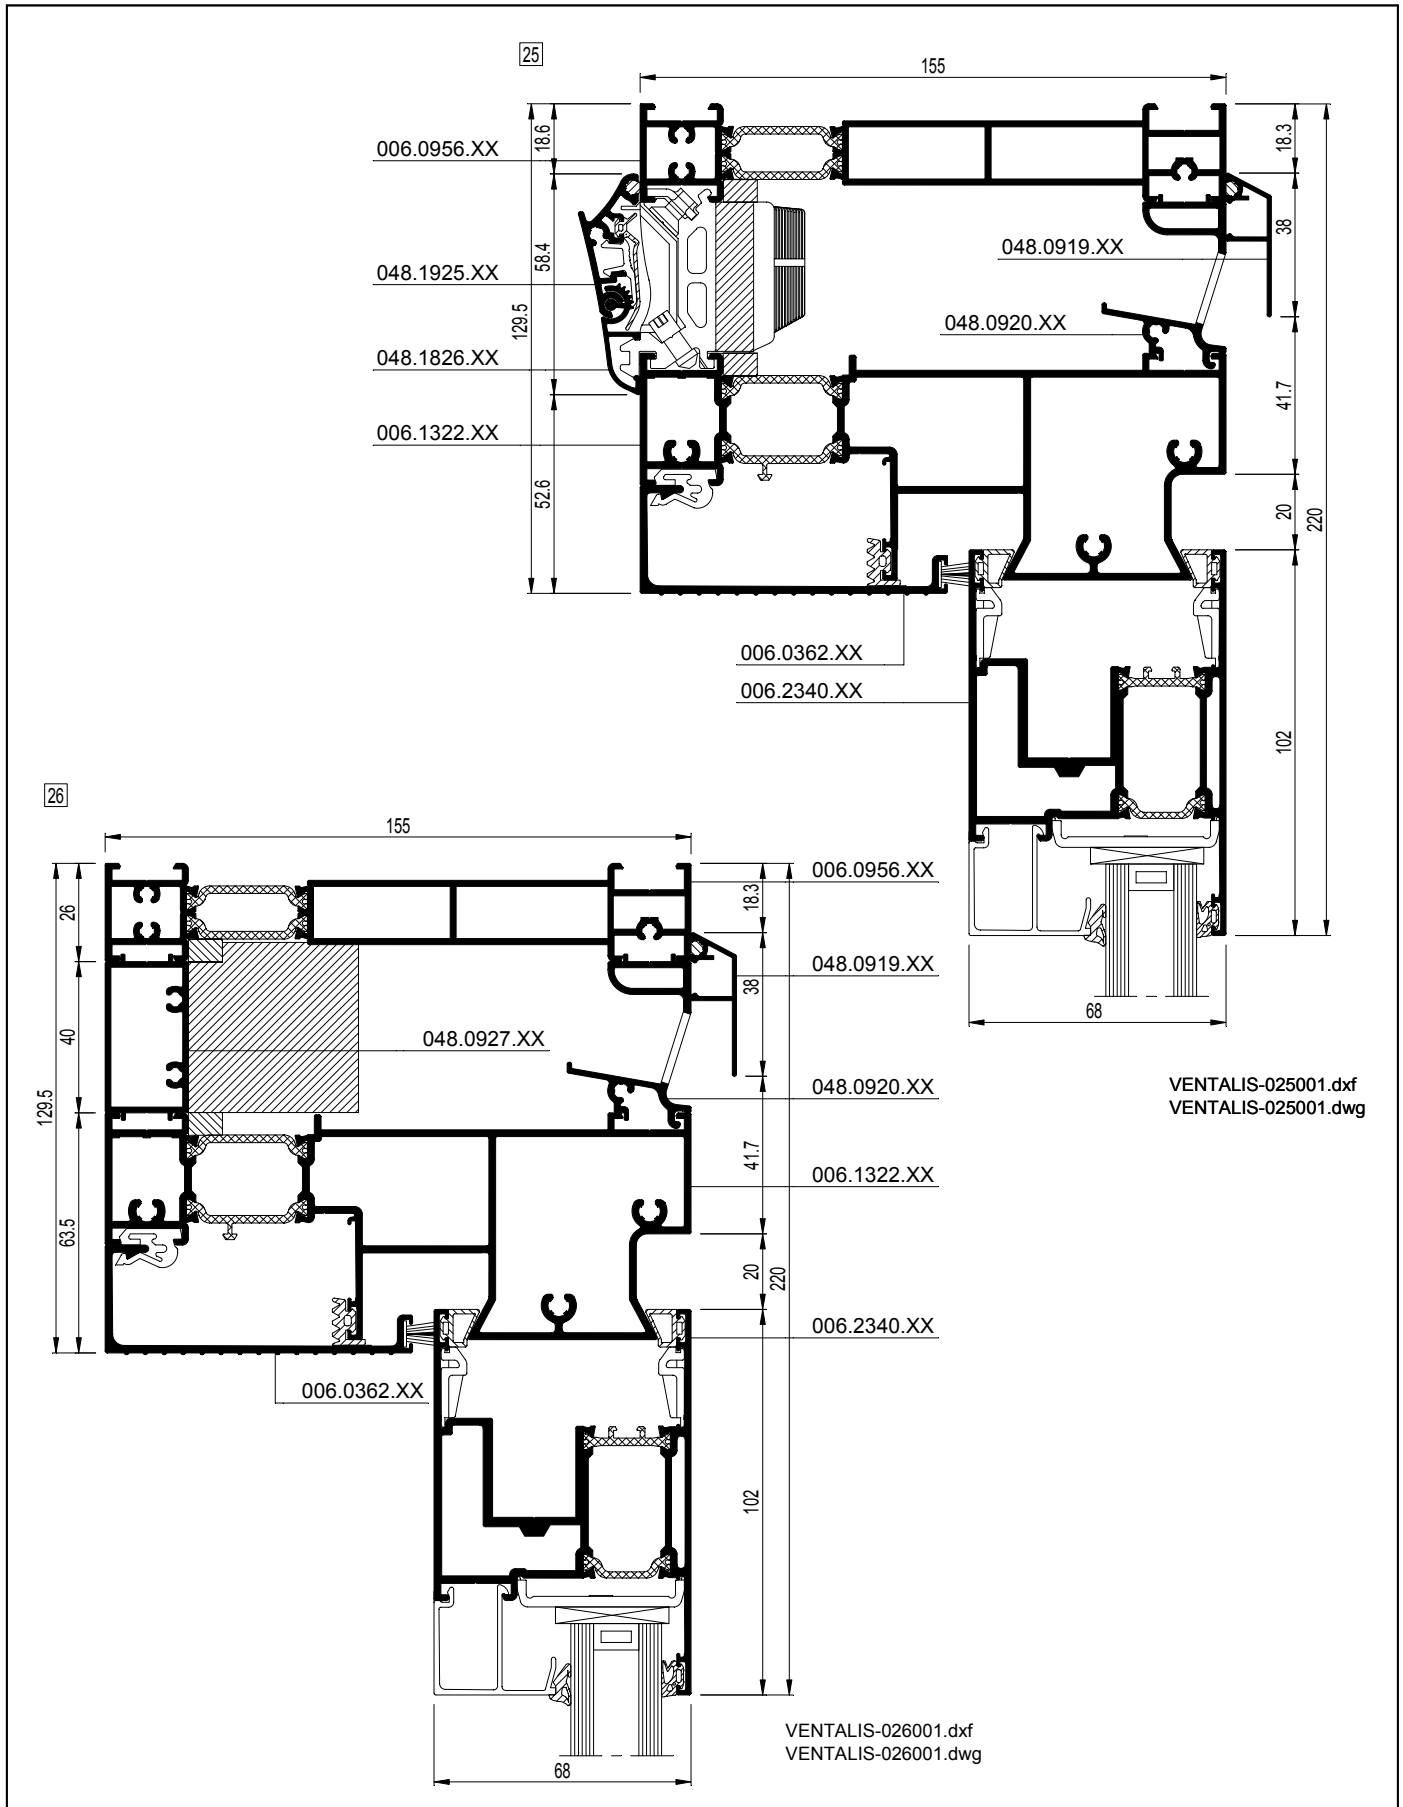 25
155
18.6
18.3
006.0956.XX
38
58.4
048.0919.XX
048.1925.XX
129.5
048.0920.XX
048.1826.XX
41.7
006.1322.XX
52.6
20
220
006.0362.XX
006.2340.XX
102
68
VENTALIS-025001.dxf
VENTALIS-025001.dwg
26
155
26
18.3
006.0956.XX
38
048.0919.XX
40
048.0927.XX
048.0920.XX
129.5
41.7
006.1322.XX
63.5
20
220
006.2340.XX
006.0362.XX
102
68
VENTALIS-026001.dxf
VENTALIS-026001.dwg